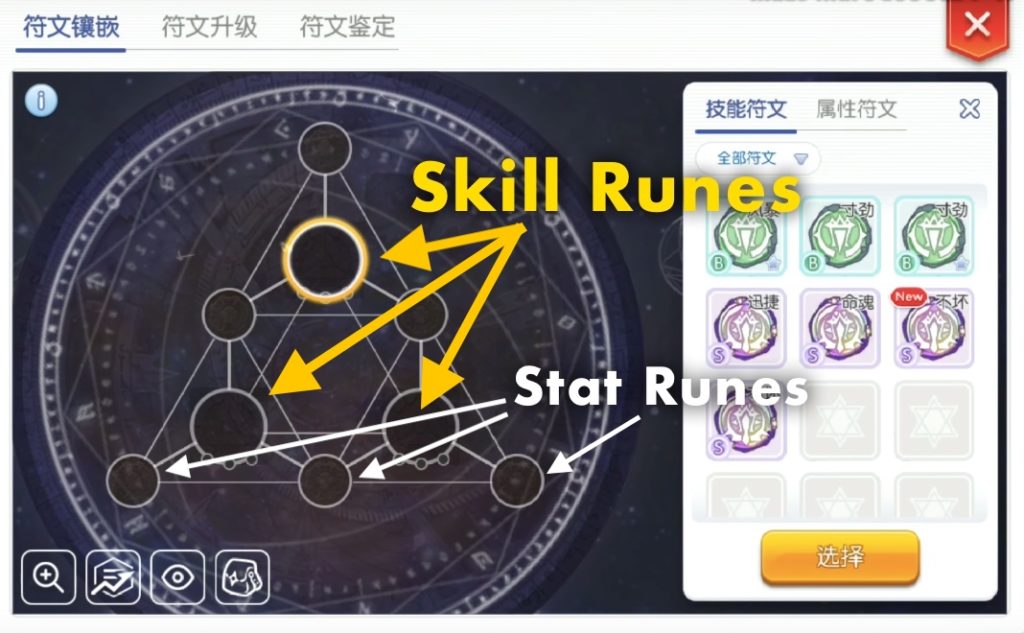 符文镶嵌 符文升级 符文鉴定
技能符文 属性符文
全部符文
Skill Runes
寸劲 寸劲
B B B
迅捷 命魂 New 不坏
S S S
Stat Runes
S
选择